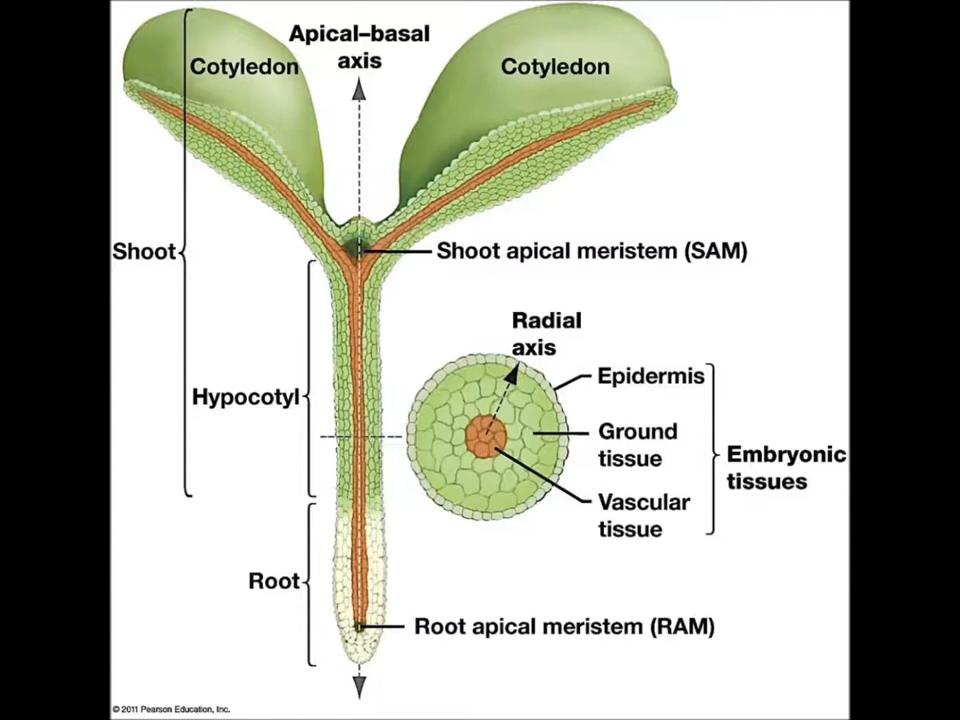 Apical–basal
axis
Cotyledon
Cotyledon
Shoot
Shoot apical meristem (SAM)
Radial
axis
Epidermis
Hypocotyl
Ground
tissue
Embryonic
tissues
Vascular
tissue
Root
Root apical meristem (RAM)
© 2011 Pearson Education, Inc.